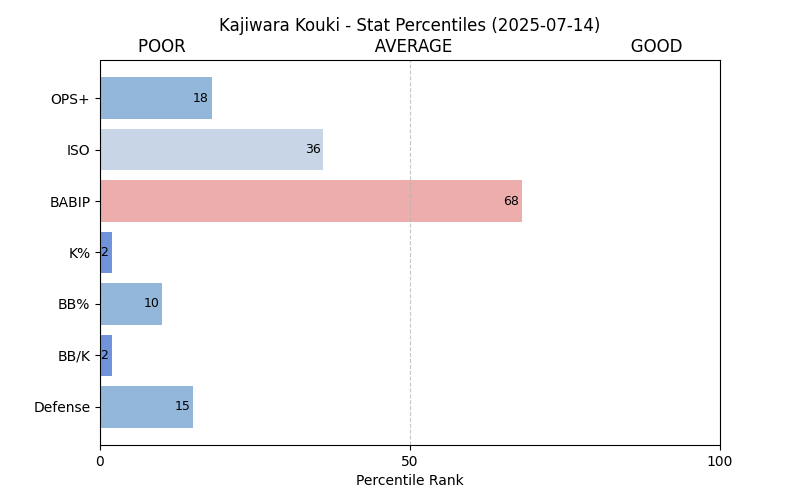 Kajiwara Kouki - Stat Percentiles (2025-07-14)
POOR AVERAGE GOOD
OPS+ 18
ISO 36
BABIP 68
K% 2
BB% 10
BB/K 2
Defense 15
0 50 100
Percentile Rank